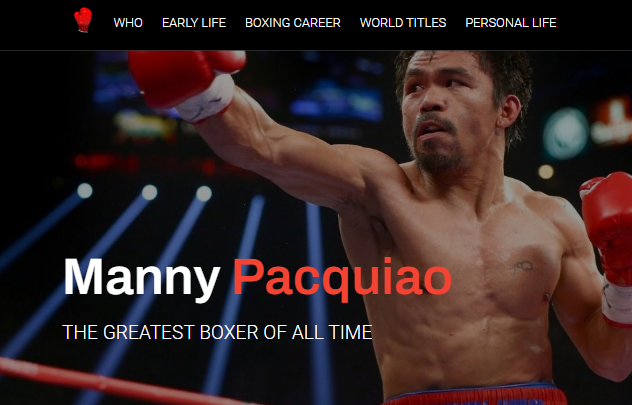 WHO EARLY LIFE BOXING CAREER WORLD TITLES PERSONAL LIFE
Manny Pacquiao
THE GREATEST BOXER OF ALL TIME